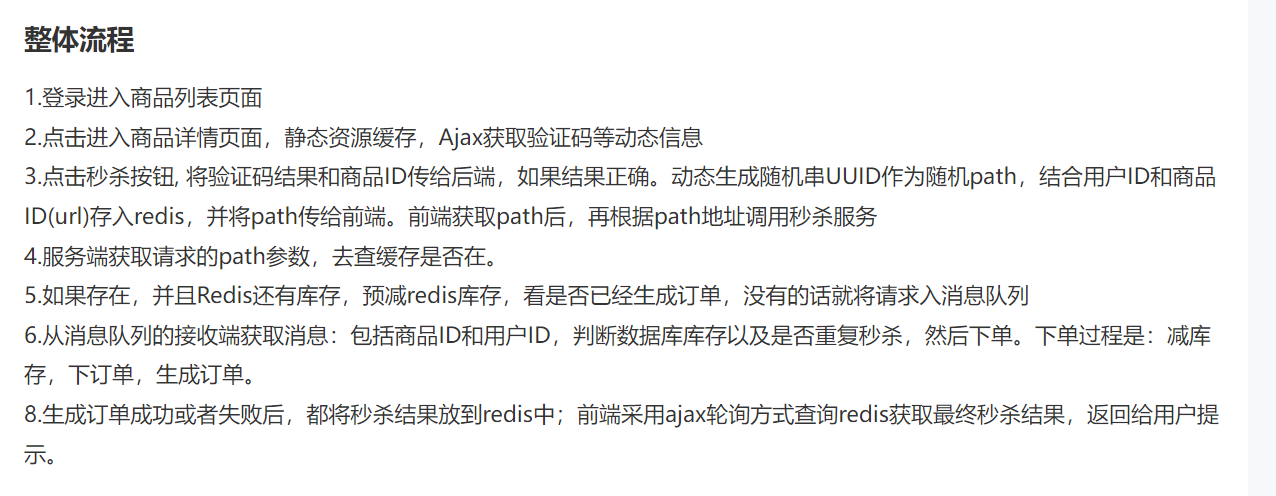 整体流程
1.登录进入商品列表页面
2.点击进入商品详情页面，静态资源缓存，Ajax获取验证码等动态信息
3.点击秒杀按钮, 将验证码结果和商品ID传给后端，如果结果正确。动态生成随机串UUID作为随机path，结合用户ID和商品
ID(url)存入redis，并将path传给前端。前端获取path后，再根据path地址调用秒杀服务
4.服务端获取请求的path参数，去查缓存是否在。
5.如果存在，并且Redis还有库存，预减redis库存，看是否已经生成订单，没有的话就将请求入消息队列
6.从消息队列的接收端获取消息：包括商品ID和用户ID，判断数据库库存以及是否重复秒杀，然后下单。下单过程是：减库
存，下订单，生成订单。
8.生成订单成功或者失败后，都将秒杀结果放到redis中；前端采用ajax轮询方式查询redis获取最终秒杀结果，返回给用户提
示。